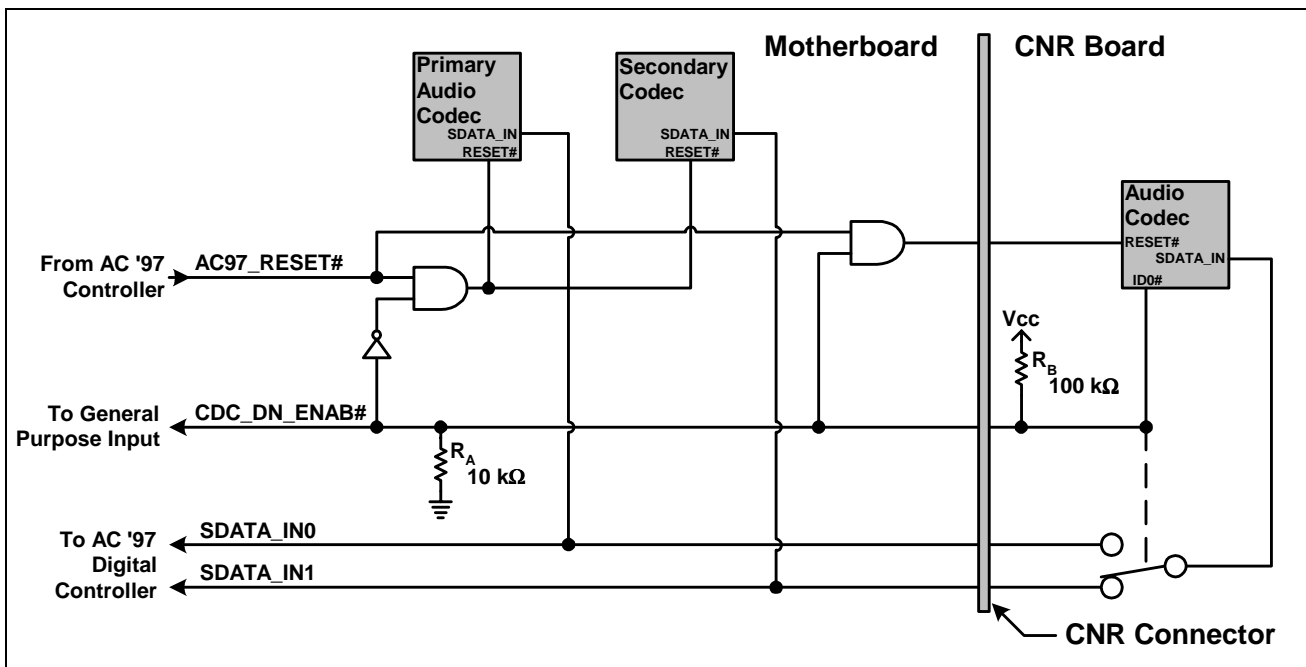 Motherboard
CNR Board
Primary
Audio
Codec
SDATA_IN
RESET#
Secondary
Codec
SDATA_IN
RESET#
Audio
Codec
RESET#
SDATA_IN
ID0#
From AC '97
Controller
AC97_RESET#
Vcc
R_B
100 kΩ
To General
Purpose Input
CDC_DN_ENAB#
R_A
10 kΩ
To AC '97
Digital
Controller
SDATA_IN0
SDATA_IN1
CNR Connector